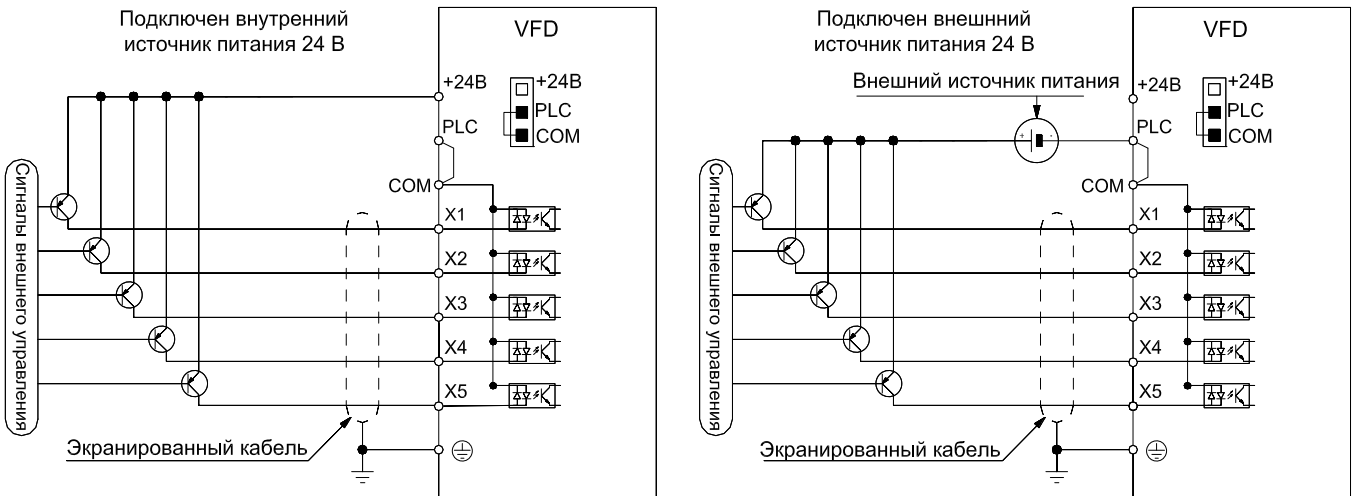 Подключен внутренний
источник питания 24 В
VFD
+24В
+24В
PLC
COM
PLC
COM
X1
X2
X3
X4
X5
Сигналы внешнего управления
Экранированный кабель
Подключен внешнний
источник питания 24 В
VFD
Внешний источник питания
+24В
+24В
PLC
COM
PLC
+ -
COM
X1
X2
X3
X4
X5
Сигналы внешнего управления
Экранированный кабель